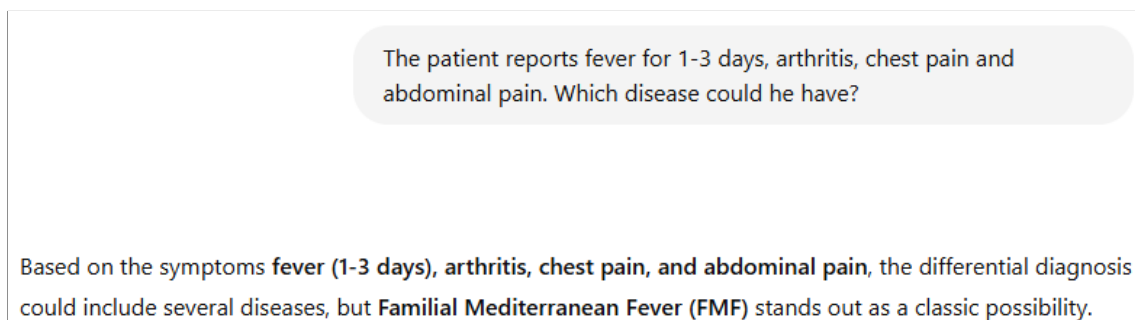 The patient reports fever for 1-3 days, arthritis, chest pain and
abdominal pain. Which disease could he have?
Based on the symptoms fever (1-3 days), arthritis, chest pain, and abdominal pain, the differential diagnosis
could include several diseases, but Familial Mediterranean Fever (FMF) stands out as a classic possibility.